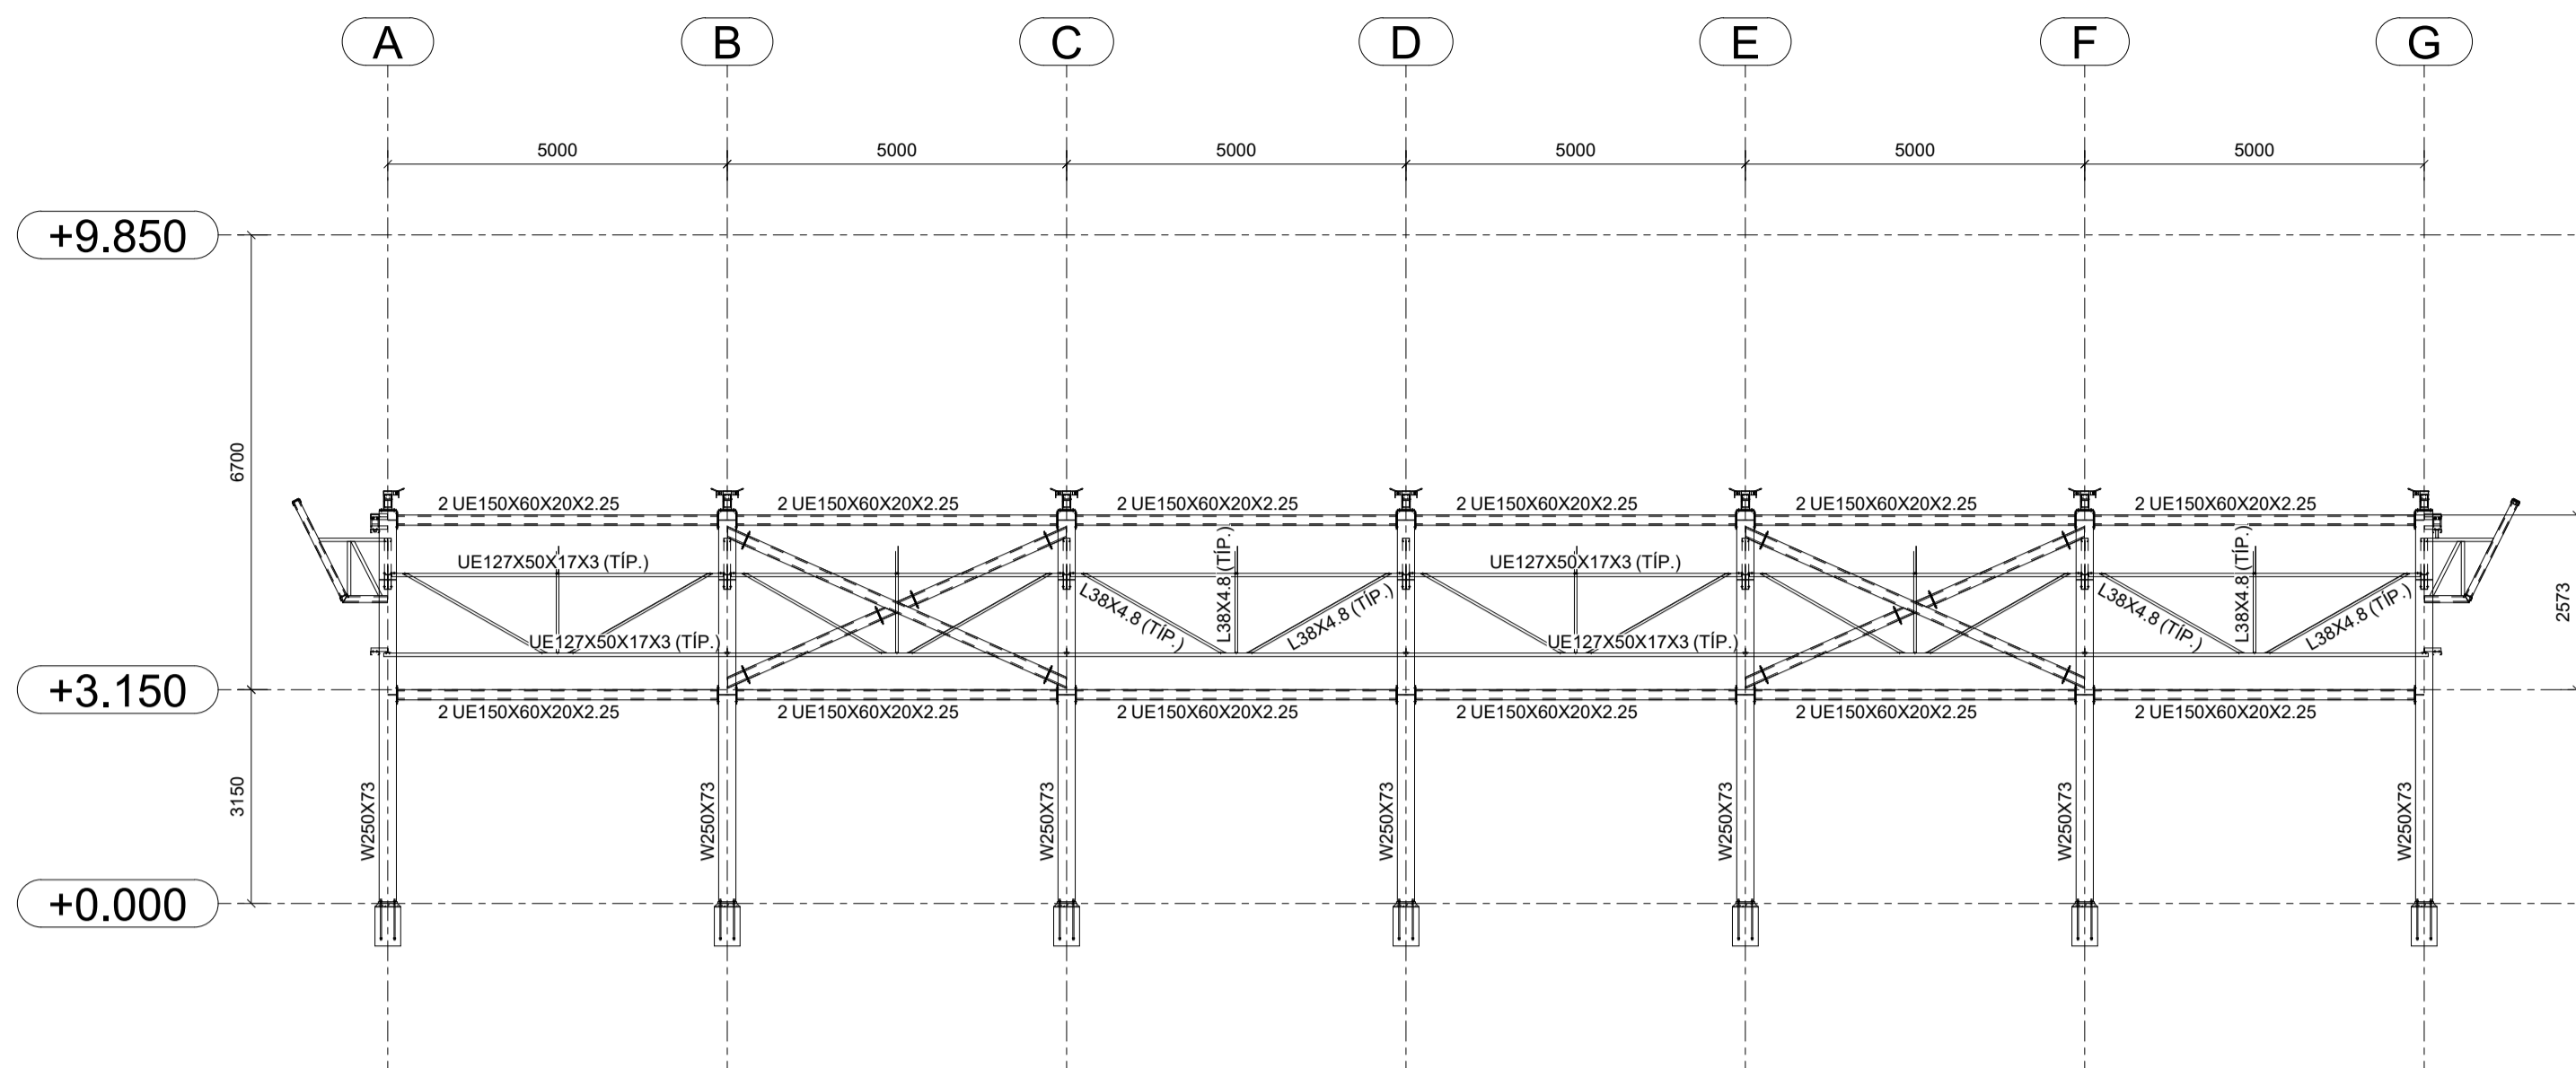 A B C D E F G
5000 5000 5000 5000 5000 5000
+9.850
6700
2 UE150X60X20X2.25 2 UE150X60X20X2.25 2 UE150X60X20X2.25 2 UE150X60X20X2.25 2 UE150X60X20X2.25 2 UE150X60X20X2.25
UE127X50X17X3 (TÍP.) UE127X50X17X3 (TÍP.)
L38X4.8 (TÍP.) L38X4.8 (TÍP.) L38X4.8 (TÍP.) L38X4.8 (TÍP.) L38X4.8 (TÍP.) L38X4.8 (TÍP.)
2573
UE127X50X17X3 (TÍP.) UE127X50X17X3 (TÍP.)
+3.150
2 UE150X60X20X2.25 2 UE150X60X20X2.25 2 UE150X60X20X2.25 2 UE150X60X20X2.25 2 UE150X60X20X2.25 2 UE150X60X20X2.25
3150
W250X73 W250X73 W250X73 W250X73 W250X73 W250X73 W250X73
+0.000